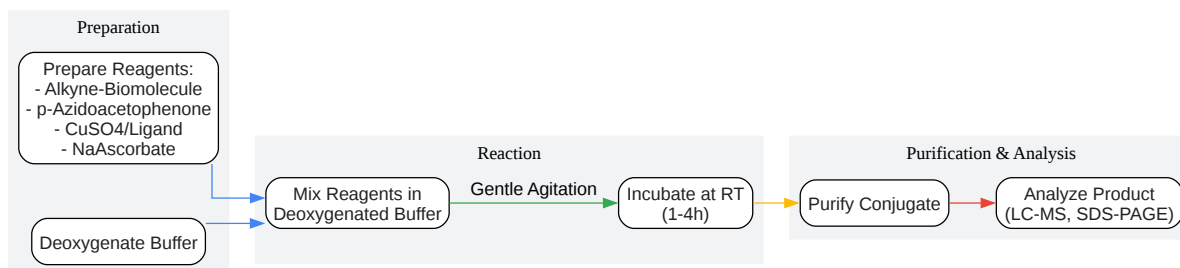 Preparation
Prepare Reagents:
- Alkyne-Biomolecule
- p-Azidoacetophenone
- CuSO4/Ligand
- NaAscorbate
Deoxygenate Buffer
Reaction
Mix Reagents in
Deoxygenated Buffer
Gentle Agitation
Incubate at RT
(1-4h)
Purification & Analysis
Purify Conjugate
Analyze Product
(LC-MS, SDS-PAGE)